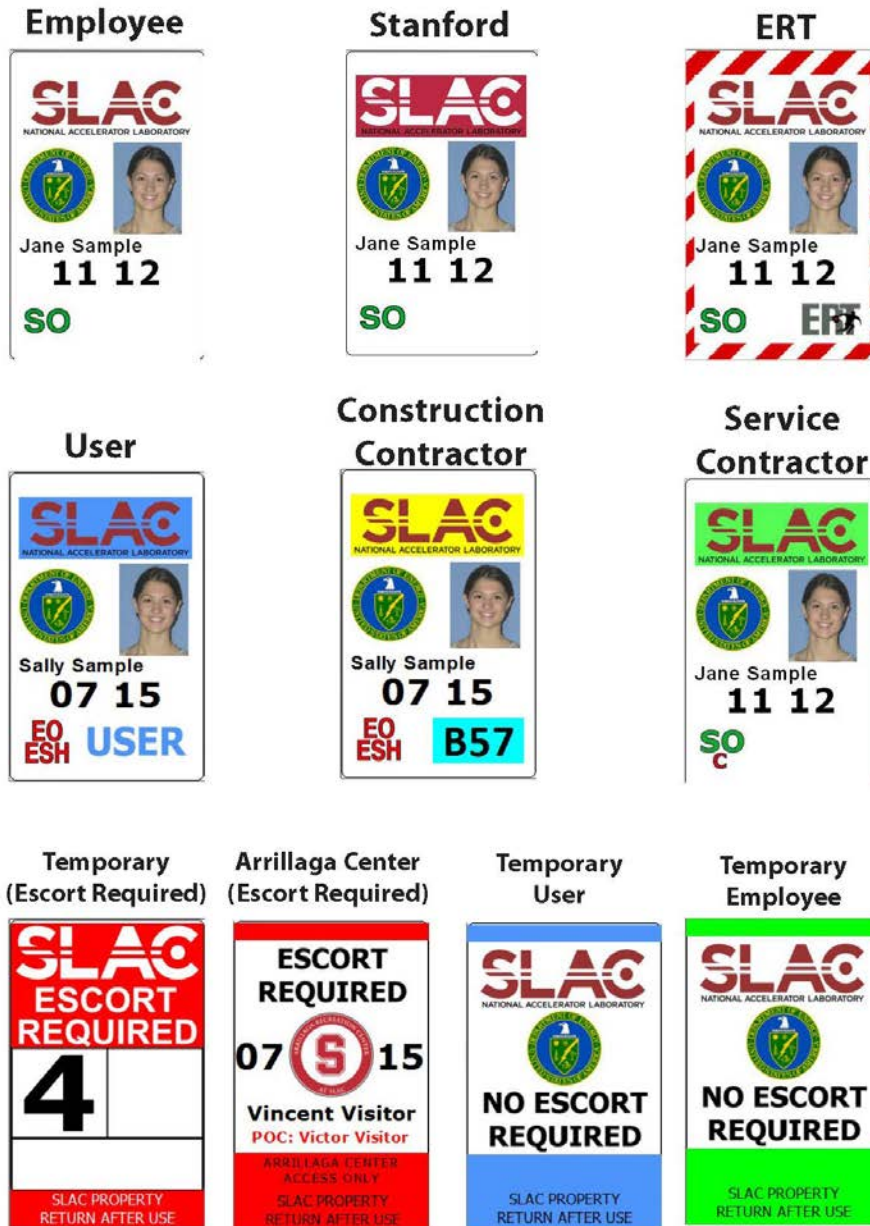 Employee
SLAC
NATIONAL ACCELERATOR LABORATORY
Jane Sample
11 12
SO
Stanford
SLAC
NATIONAL ACCELERATOR LABORATORY
Jane Sample
11 12
SO
ERT
SLAC
NATIONAL ACCELERATOR LABORATORY
Jane Sample
11 12
SO ERT
User
SLAC
NATIONAL ACCELERATOR LABORATORY
Sally Sample
07 15
EO
ESH
USER
Construction
Contractor
SLAC
NATIONAL ACCELERATOR LABORATORY
Sally Sample
07 15
EO
ESH
B57
Service
Contractor
SLAC
NATIONAL ACCELERATOR LABORATORY
Jane Sample
11 12
SO
C
Temporary
(Escort Required)
SLAC
ESCORT
REQUIRED
4
SLAC PROPERTY
RETURN AFTER USE
Arrillaga Center
(Escort Required)
ESCORT
REQUIRED
07 S 15
ARRILLAGA RECREATION CENTER
AT SLAC
Vincent Visitor
POC: Victor Visitor
ARRILLAGA CENTER
ACCESS ONLY
SLAC PROPERTY
RETURN AFTER USE
Temporary
User
SLAC
NATIONAL ACCELERATOR LABORATORY
NO ESCORT
REQUIRED
SLAC PROPERTY
RETURN AFTER USE
Temporary
Employee
SLAC
NATIONAL ACCELERATOR LABORATORY
NO ESCORT
REQUIRED
SLAC PROPERTY
RETURN AFTER USE